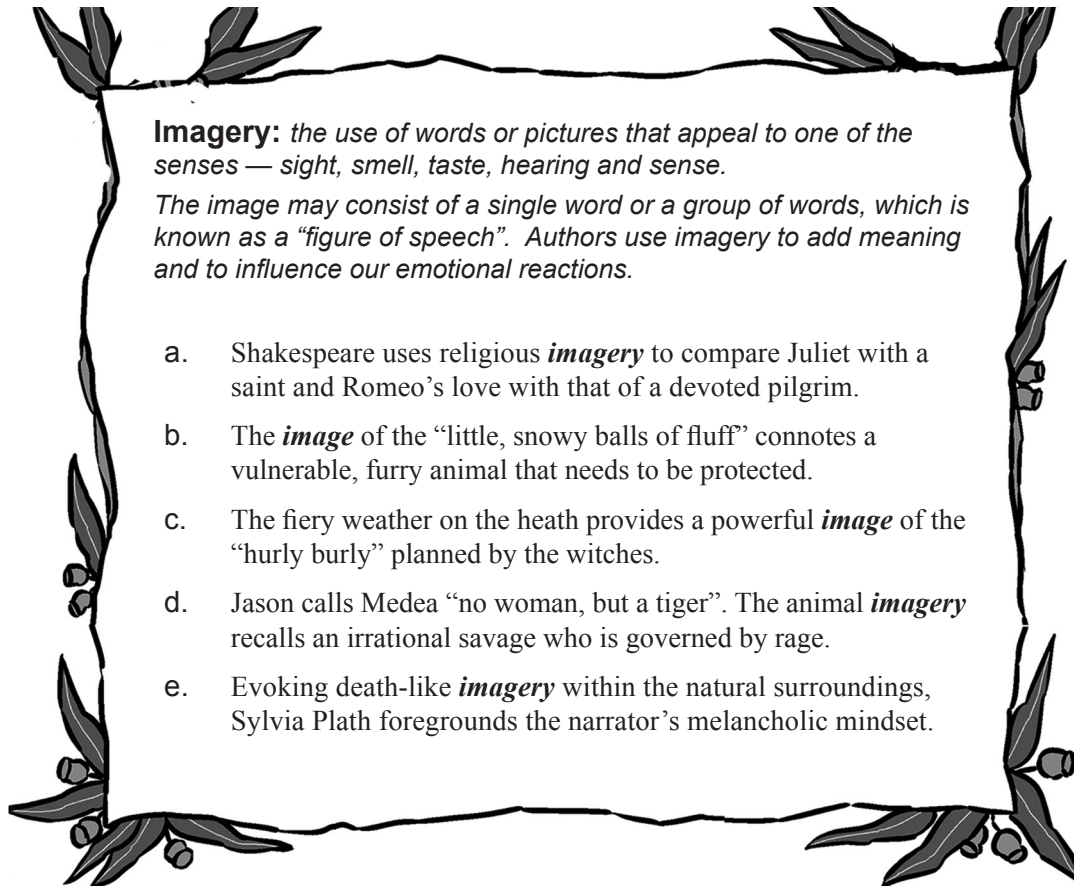 Imagery: the use of words or pictures that appeal to one of the
senses — sight, smell, taste, hearing and sense.
The image may consist of a single word or a group of words, which is
known as a “figure of speech”.  Authors use imagery to add meaning
and to influence our emotional reactions.
a. Shakespeare uses religious imagery to compare Juliet with a
saint and Romeo’s love with that of a devoted pilgrim.
b. The image of the “little, snowy balls of fluff” connotes a
vulnerable, furry animal that needs to be protected.
c. The fiery weather on the heath provides a powerful image of the
“hurly burly” planned by the witches.
d. Jason calls Medea “no woman, but a tiger”. The animal imagery
recalls an irrational savage who is governed by rage.
e. Evoking death-like imagery within the natural surroundings,
Sylvia Plath foregrounds the narrator’s melancholic mindset.